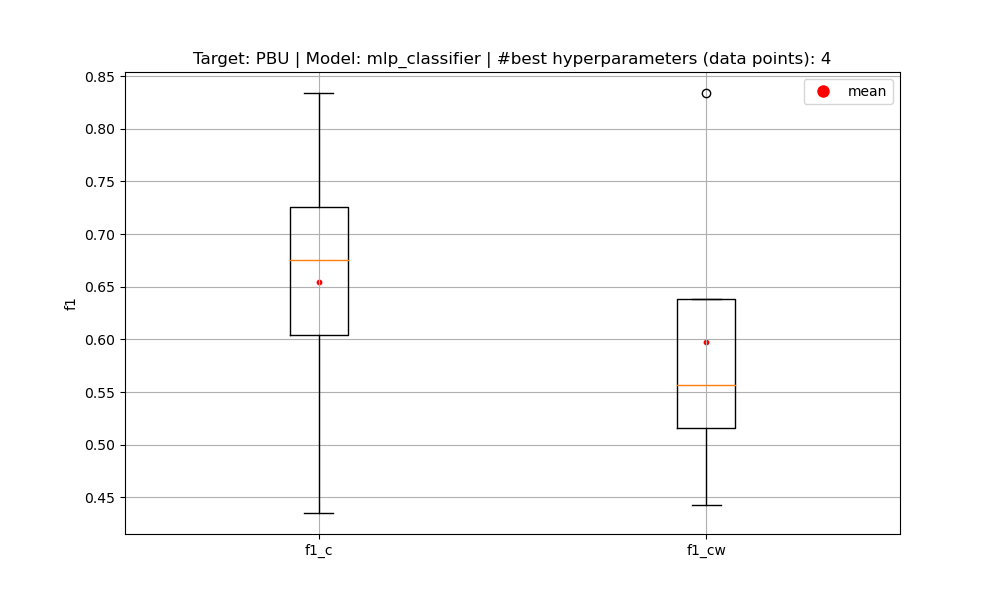 Target: PBU | Model: mlp_classifier | #best hyperparameters (data points): 4
mean
0.85
0.80
0.75
0.70
0.65
0.60
0.55
0.50
0.45
f1
f1_c
f1_cw